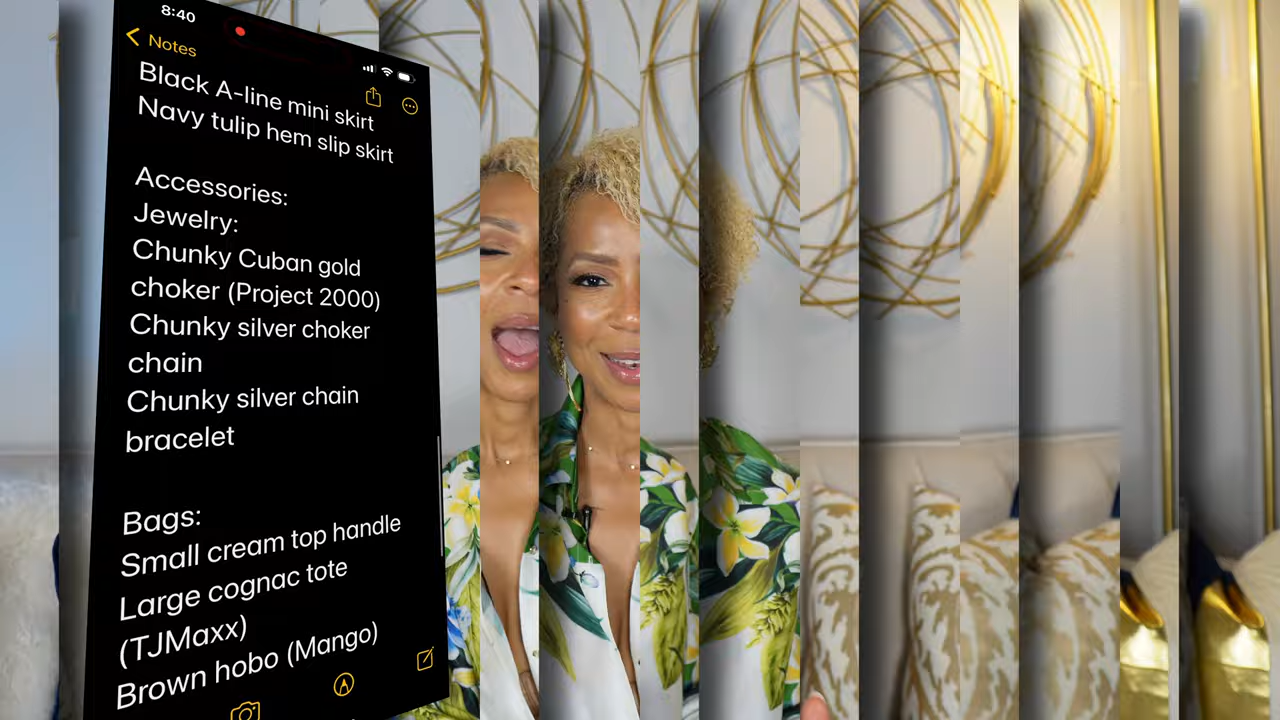 8:40
Notes
Black A-line mini skirt
Navy tulip hem slip skirt
Accessories:
Jewelry:
Chunky Cuban gold
choker (Project 2000)
Chunky silver choker
chain
Chunky silver chain
bracelet
Bags:
Small cream top handle
Large cognac tote
(TJMaxx)
Brown hobo (Mango)